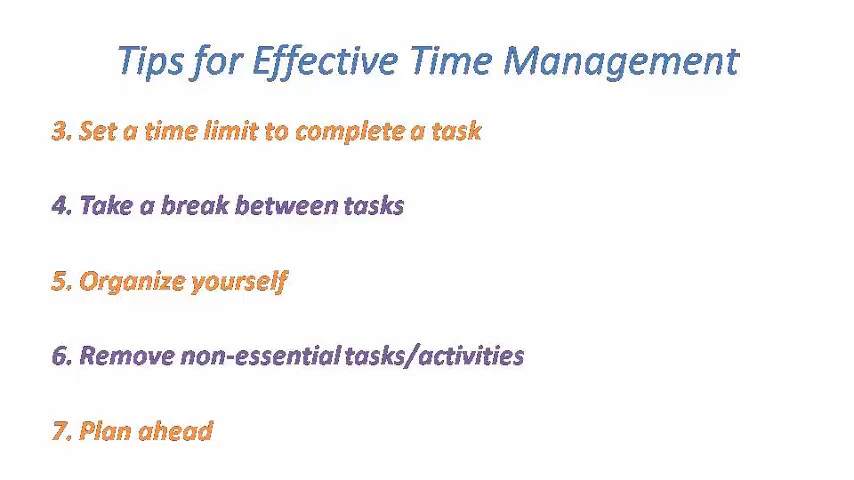 Tips for Effective Time Management
3. Set a time limit to complete a task
4. Take a break between tasks
5. Organize yourself
6. Remove non-essential tasks/activities
7. Plan ahead